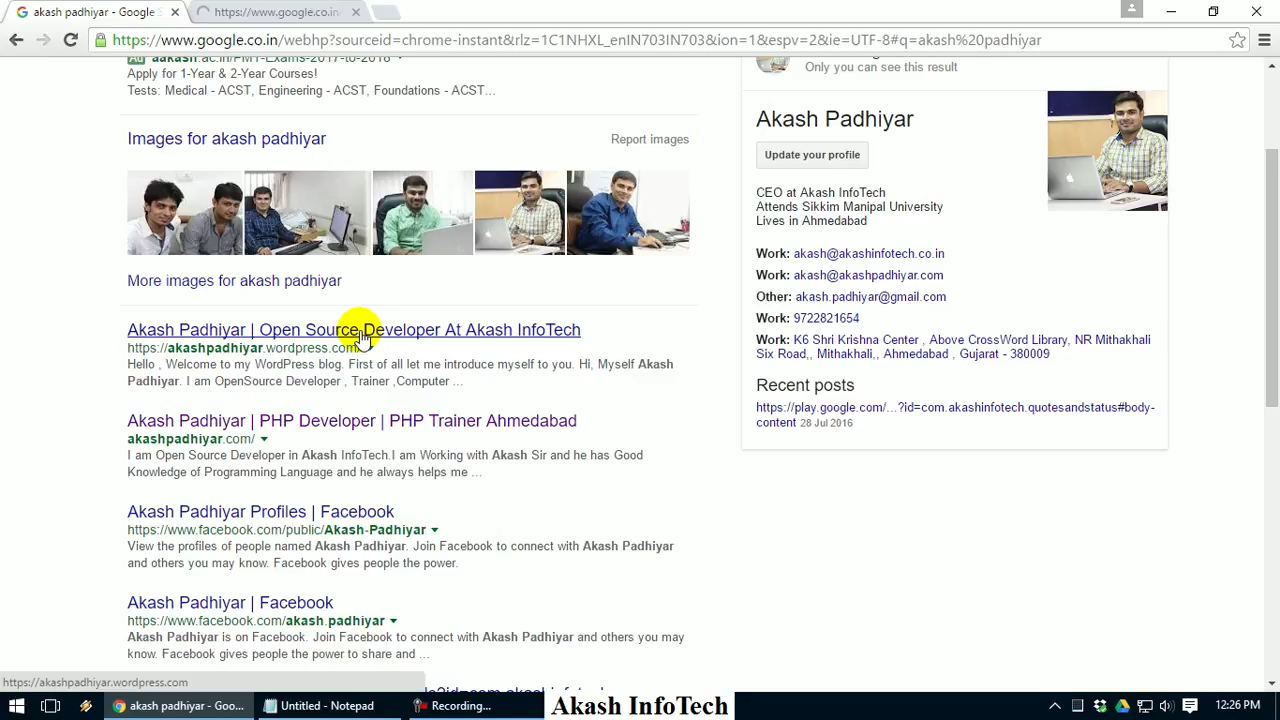 akash padhiyar - Google S
https://www.google.co.in
https://www.google.co.in/webhp?sourceid=chrome-instant&rlz=1C1NHXL_enIN703IN703&ion=1&espv=2&ie=UTF-8#q=akash%20padhiyar
Ad aakash.ac.in/PMT-Exams-2017-to-2018
Apply for 1-Year & 2-Year Courses!
Tests: Medical - ACST, Engineering - ACST, Foundations - ACST...
Images for akash padhiyar
Report images
More images for akash padhiyar
Akash Padhiyar | Open Source Developer At Akash InfoTech
https://akashpadhiyar.wordpress.com/
Hello , Welcome to my WordPress blog. First of all let me introduce myself to you. Hi, Myself Akash
Padhiyar. I am OpenSource Developer , Trainer ,Computer ...
Akash Padhiyar | PHP Developer | PHP Trainer Ahmedabad
akashpadhiyar.com/
I am Open Source Developer in Akash InfoTech.I am Working with Akash Sir and he has Good
Knowledge of Programming Language and he always helps me ...
Akash Padhiyar Profiles | Facebook
https://www.facebook.com/public/Akash-Padhiyar
View the profiles of people named Akash Padhiyar. Join Facebook to connect with Akash Padhiyar
and others you may know. Facebook gives people the power.
Akash Padhiyar | Facebook
https://www.facebook.com/akash.padhiyar
Akash Padhiyar is on Facebook. Join Facebook to connect with Akash Padhiyar and others you may
know. Facebook gives people the power to share and ...
Only you can see this result
Akash Padhiyar
Update your profile
CEO at Akash InfoTech
Attends Sikkim Manipal University
Lives in Ahmedabad
Work: akash@akashinfotech.co.in
Work: akash@akashpadhiyar.com
Other: akash.padhiyar@gmail.com
Work: 9722821654
Work: K6 Shri Krishna Center , Above CrossWord Library, NR Mithakhali
Six Road,, Mithakhali,, Ahmedabad , Gujarat - 380009
Recent posts
https://play.google.com/...?id=com.akashinfotech.quotesandstatus#body-
content 28 Jul 2016
https://akashpadhiyar.wordpress.com
akash padhiyar - Goo...
Untitled - Notepad
Recording...
Akash InfoTech
12:26 PM